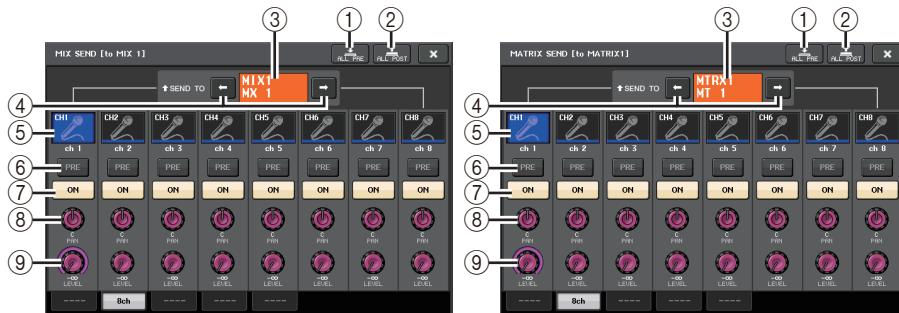 ③ ① ②
MIX SEND [to MIX 1] ALL PRE ALL POST ×
SEND TO MIX1
MX 1
④
⑤ CH1 CH2 CH3 CH4 CH5 CH6 CH7 CH8
ch 1 ch 2 ch 3 ch 4 ch 5 ch 6 ch 7 ch 8
⑥ PRE PRE PRE PRE PRE PRE PRE PRE
⑦ ON ON ON ON ON ON ON ON
⑧
C C C C C C C C
PAN PAN PAN PAN PAN PAN PAN PAN
⑨
-∞ -∞ -∞ -∞ -∞ -∞ -∞ -∞
LEVEL LEVEL LEVEL LEVEL LEVEL LEVEL LEVEL LEVEL
---- 8ch ---- ---- ----
③ ① ②
MATRIX SEND [to MATRIX1] ALL PRE ALL POST ×
SEND TO MTRX1
MT 1
④
⑤ CH1 CH2 CH3 CH4 CH5 CH6 CH7 CH8
ch 1 ch 2 ch 3 ch 4 ch 5 ch 6 ch 7 ch 8
⑥ PRE PRE PRE PRE PRE PRE PRE PRE
⑦ ON ON ON ON ON ON ON ON
⑧
C C C C C C C C
PAN PAN PAN PAN PAN PAN PAN PAN
⑨
-∞ -∞ -∞ -∞ -∞ -∞ -∞ -∞
LEVEL LEVEL LEVEL LEVEL LEVEL LEVEL LEVEL LEVEL
---- 8ch ---- ---- ----